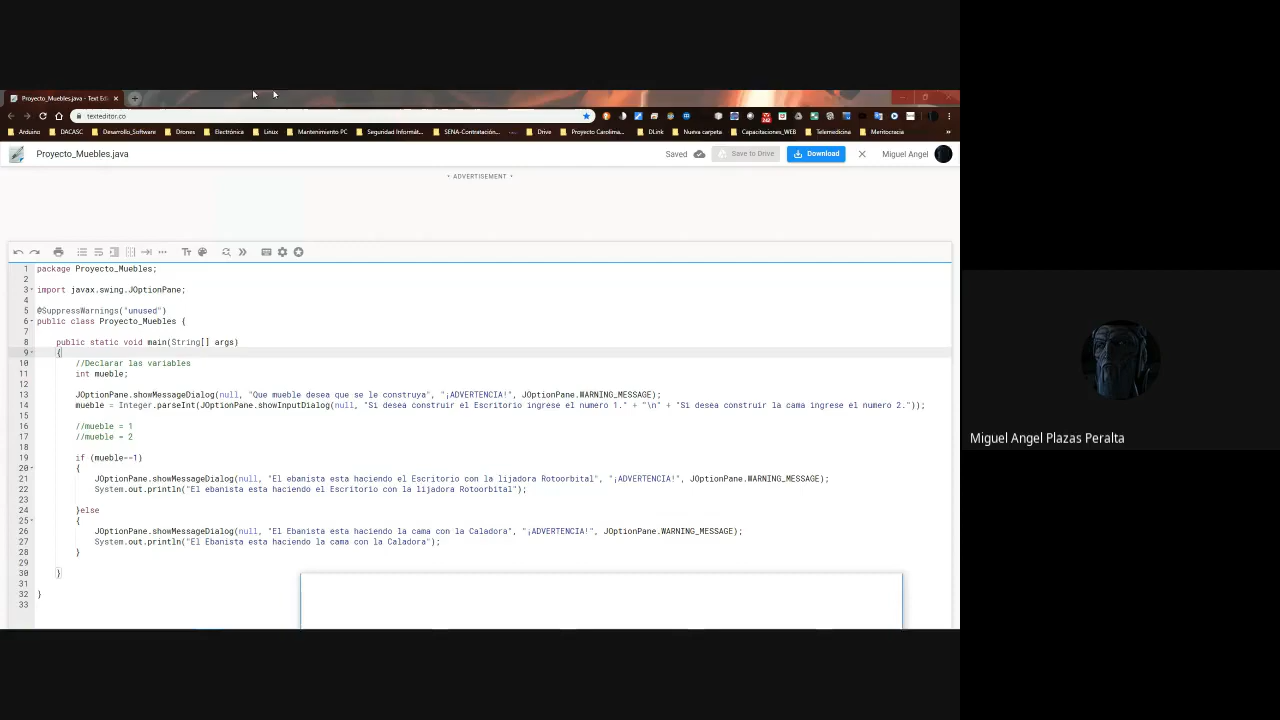 Proyecto_Muebles.java - Text Edi
texteditor.co
Arduino DACASC Desarrollo_Software Drones Electrónica Linux Mantenimiento PC Seguridad Informát... SENA-Contratación... Drive Proyecto Carolina... DLink Nueva carpeta Capacitaciones_WEB Telemedicina Meritocracia »
Proyecto_Muebles.java Saved Save to Drive Download Miguel Angel
• ADVERTISEMENT •
1 package Proyecto_Muebles;
2
3 import javax.swing.JOptionPane;
4
5 @SuppressWarnings("unused")
6 public class Proyecto_Muebles {
7
8 public static void main(String[] args)
9 {
10 //Declarar las variables
11 int mueble;
12
13 JOptionPane.showMessageDialog(null, "Que mueble desea que se le construya", "¡ADVERTENCIA!", JOptionPane.WARNING_MESSAGE);
14 mueble = Integer.parseInt(JOptionPane.showInputDialog(null, "Si desea construir el Escritorio ingrese el numero 1." + "\n" + "Si desea construir la cama ingrese el numero 2."));
15
16 //mueble = 1
17 //mueble = 2
18
19 if (mueble==1)
20 {
21 JOptionPane.showMessageDialog(null, "El ebanista esta haciendo el Escritorio con la lijadora Rotoorbital", "¡ADVERTENCIA!", JOptionPane.WARNING_MESSAGE);
22 System.out.println("El ebanista esta haciendo el Escritorio con la lijadora Rotoorbital");
23
24 }else
25 {
26 JOptionPane.showMessageDialog(null, "El Ebanista esta haciendo la cama con la Caladora", "¡ADVERTENCIA!", JOptionPane.WARNING_MESSAGE);
27 System.out.println("El Ebanista esta haciendo la cama con la Caladora");
28 }
29
30 }
31
32 }
33
Miguel Angel Plazas Peralta